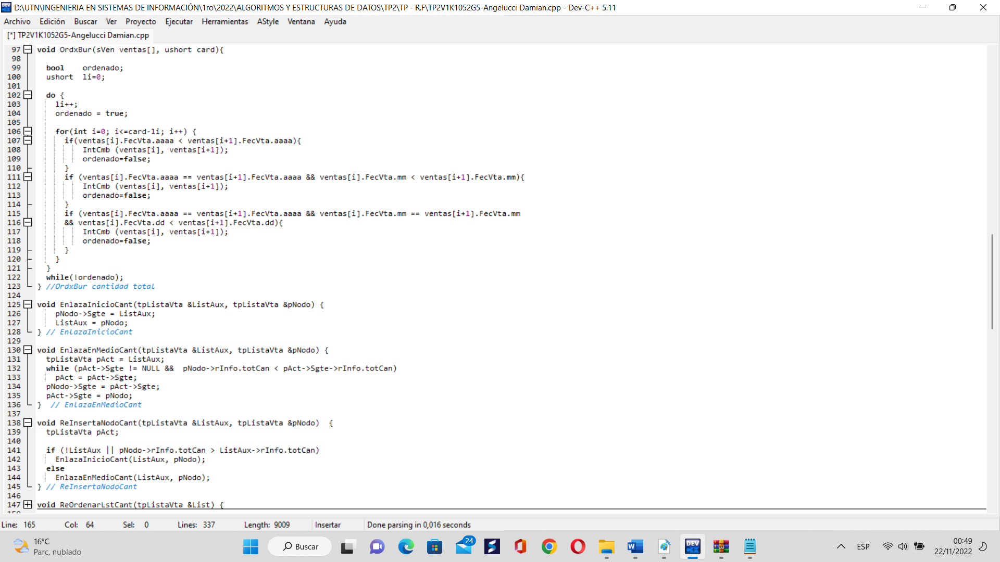 D:\UTN\INGENIERIA EN SISTEMAS DE INFORMACIÓN\1ro\2022\ALGORITMOS Y ESTRUCTURAS DE DATOS\TP2\TP - R.F\TP2V1K1052G5-Angelucci Damian.cpp - Dev-C++ 5.11
Archivo Edición Buscar Ver Proyecto Ejecutar Herramientas AStyle Ventana Ayuda
[*] TP2V1K1052G5-Angelucci Damian.cpp
97 void OrdxBur(sVen ventas[], ushort card){
98
99 bool    ordenado;
100 ushort  li=0;
101
102 do {
103 li++;
104 ordenado = true;
105
106 for(int i=0; i<=card-li; i++) {
107 if(ventas[i].FecVta.aaaa < ventas[i+1].FecVta.aaaa){
108 IntCmb (ventas[i], ventas[i+1]);
109 ordenado=false;
110 }
111 if (ventas[i].FecVta.aaaa == ventas[i+1].FecVta.aaaa && ventas[i].FecVta.mm < ventas[i+1].FecVta.mm){
112 IntCmb (ventas[i], ventas[i+1]);
113 ordenado=false;
114 }
115 if (ventas[i].FecVta.aaaa == ventas[i+1].FecVta.aaaa && ventas[i].FecVta.mm == ventas[i+1].FecVta.mm
116 && ventas[i].FecVta.dd < ventas[i+1].FecVta.dd){
117 IntCmb (ventas[i], ventas[i+1]);
118 ordenado=false;
119 }
120 }
121 }
122 while(!ordenado);
123 } //OrdxBur cantidad total
124
125 void EnlazaInicioCant(tpListaVta &ListAux, tpListaVta &pNodo) {
126 pNodo->Sgte = ListAux;
127 ListAux = pNodo;
128 } // EnlazaInicioCant
129
130 void EnlazaEnMedioCant(tpListaVta &ListAux, tpListaVta &pNodo) {
131 tpListaVta pAct = ListAux;
132 while (pAct->Sgte != NULL &&  pNodo->rInfo.totCan < pAct->Sgte->rInfo.totCan)
133 pAct = pAct->Sgte;
134 pNodo->Sgte = pAct->Sgte;
135 pAct->Sgte = pNodo;
136 }  // EnlazaEnMedioCant
137
138 void ReInsertaNodoCant(tpListaVta &ListAux, tpListaVta &pNodo)  {
139 tpListaVta pAct;
140
141 if (!ListAux || pNodo->rInfo.totCan > ListAux->rInfo.totCan)
142 EnlazaInicioCant(ListAux, pNodo);
143 else
144 EnlazaEnMedioCant(ListAux, pNodo);
145 } // ReInsertaNodoCant
146
147 void ReOrdenarLstCant(tpListaVta &List) {
Line: 165 Col: 64 Sel: 0 Lines: 337 Length: 9009 Insertar Done parsing in 0,016 seconds
16°C
Parc. nublado
Buscar
24
DEV
ESP
00:49
22/11/2022